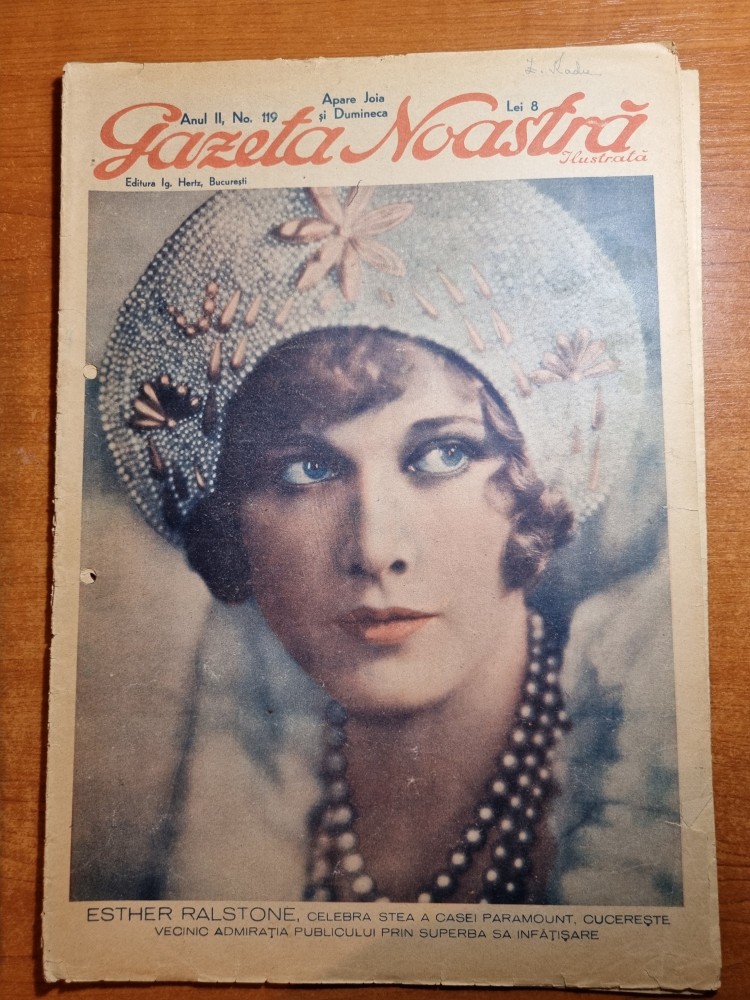 Z. Radu
Anul II, No. 119
Apare Joia
și Dumineca
Lei 8
Gazeta Noastră
Ilustrată
Editura Ig. Hertz, București
ESTHER RALSTONE, CELEBRA STEA A CASEI PARAMOUNT, CUCEREȘTE
VECINIC ADMIRAȚIA PUBLICULUI PRIN SUPERBA SA INFĂȚIȘARE